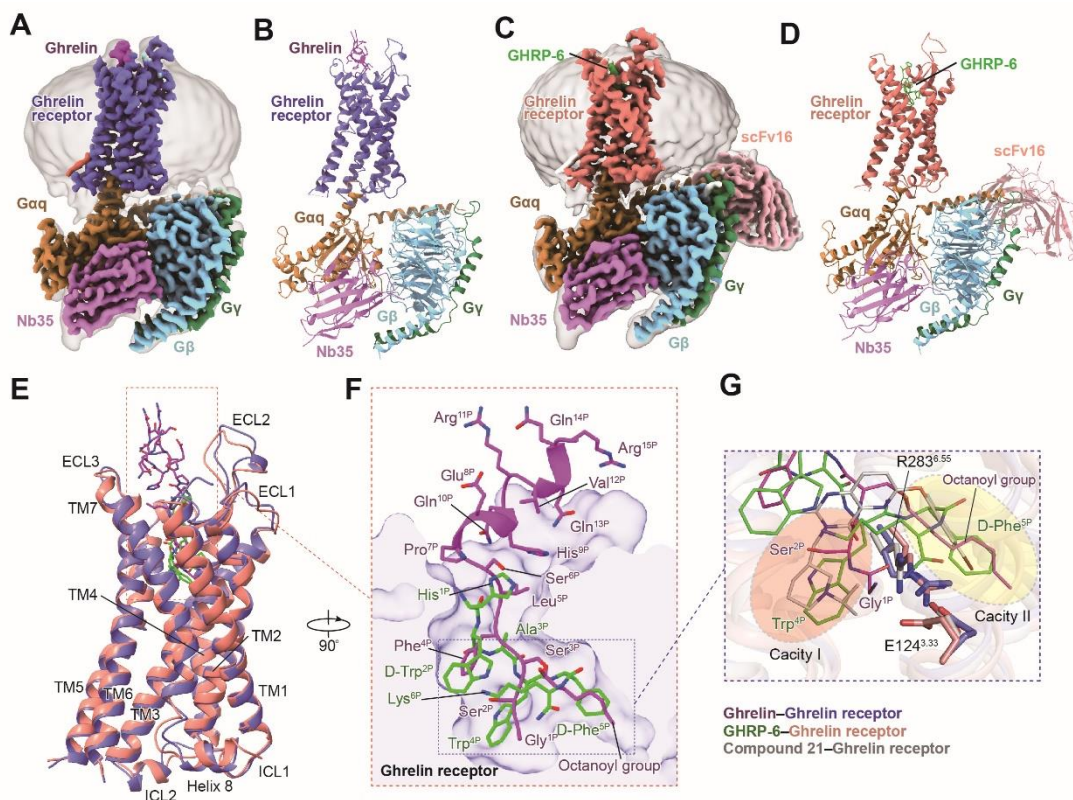 A
Ghrelin
Ghrelin
receptor
Gαq
Nb35
Gβ
Gγ
B
Ghrelin
Ghrelin
receptor
Gαq
Gβ
Nb35
Gγ
C
GHRP-6
Ghrelin
receptor
scFv16
Gαq
Nb35
Gβ
Gγ
D
GHRP-6
Ghrelin
receptor
scFv16
Gαq
Gβ
Nb35
Gγ
E
ECL2
ECL3
ECL1
TM7
TM4
TM2
TM5
TM6
TM3
TM1
ICL1
Helix 8
ICL2
90°
F
Arg11P
Gln14P
Arg15P
Glu8P
Val12P
Gln10P
Gln13P
Pro7P
His9P
Ser6P
His1P
Leu5P
Ala3P
Phe4P
Ser3P
D-Trp2P
Lys6P
Ser2P
D-Phe5P
Trp4P
Gly1P
Ghrelin receptor
Octanoyl group
G
R2836.55
Octanoyl group
D-Phe5P
Ser2P
Gly1P
Trp4P
Cacity II
Cacity I
E1243.33
Ghrelin–Ghrelin receptor
GHRP-6–Ghrelin receptor
Compound 21–Ghrelin receptor